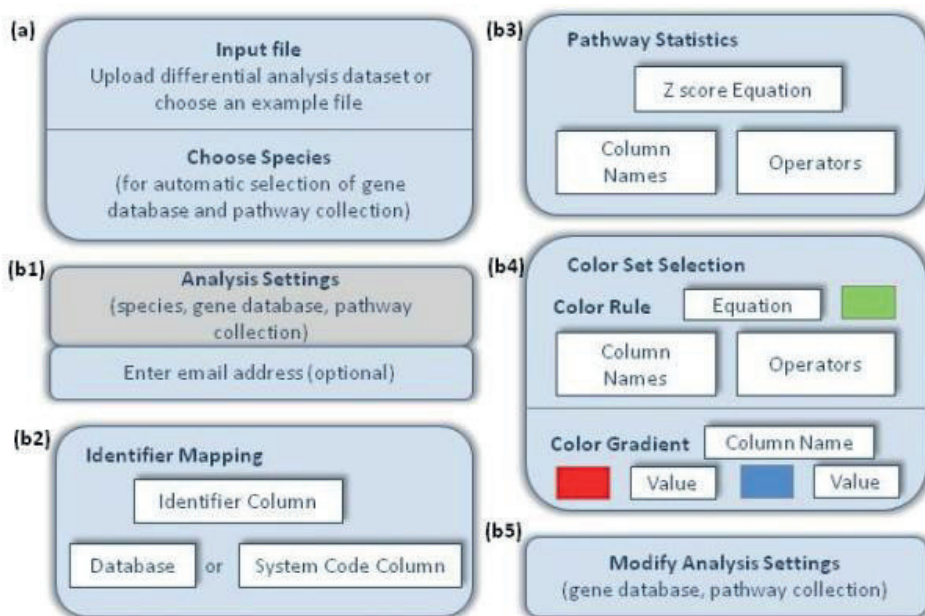 (a)
Input file
Upload differential analysis dataset or
choose an example file
Choose Species
(for automatic selection of gene
database and pathway collection)
(b1)
Analysis Settings
(species, gene database, pathway
collection)
Enter email address (optional)
(b2)
Identifier Mapping
Identifier Column
Database or System Code Column
(b3)
Pathway Statistics
Z score Equation
Column
Names
Operators
(b4)
Color Set Selection
Color Rule Equation
Column
Names
Operators
Color Gradient Column Name
Value Value
(b5)
Modify Analysis Settings
(gene database, pathway collection)